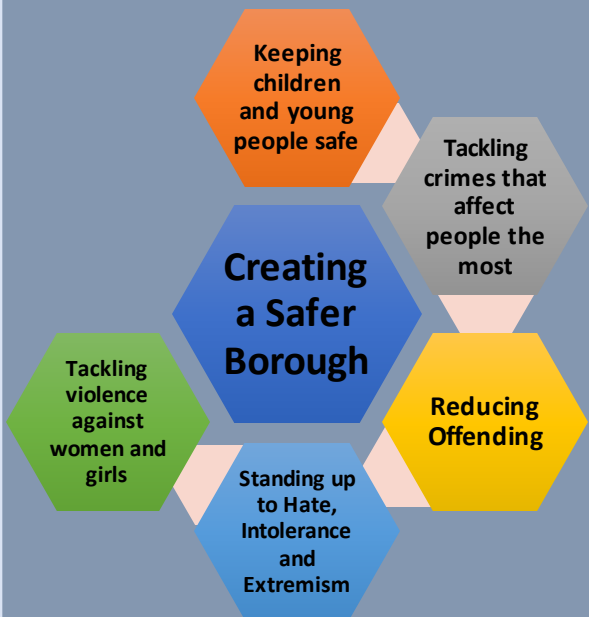 Keeping
children
and young
people safe
Tackling
crimes that
affect
people the
most
Creating
a Safer
Borough
Reducing
Offending
Standing up
to Hate,
Intolerance
and
Extremism
Tackling
violence
against
women and
girls